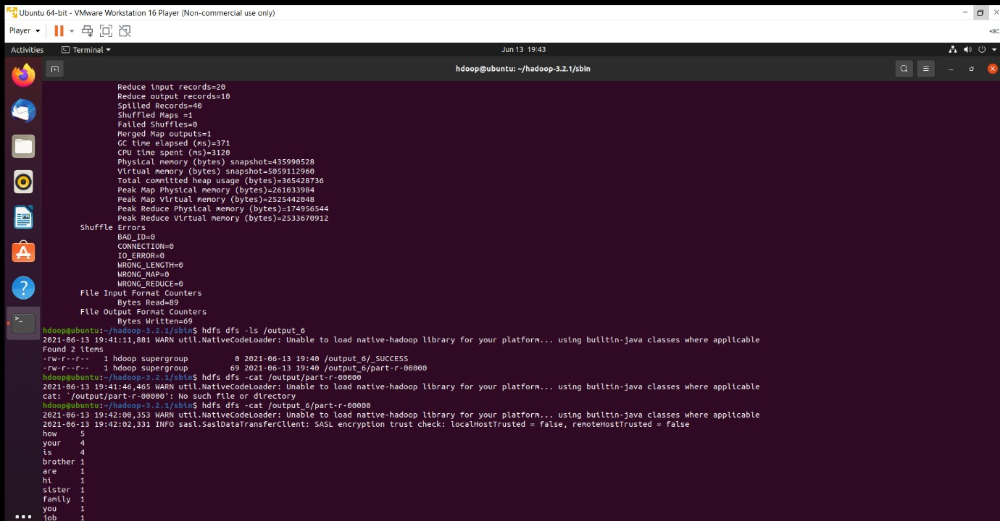 Ubuntu 64-bit - VMware Workstation 16 Player (Non-commercial use only)
Player
Activities Terminal Jun 13 19:43
hdoop@ubuntu: ~/hadoop-3.2.1/sbin
Reduce input records=20
Reduce output records=10
Spilled Records=40
Shuffled Maps =1
Failed Shuffles=0
Merged Map outputs=1
GC time elapsed (ms)=371
CPU time spent (ms)=3120
Physical memory (bytes) snapshot=435990528
Virtual memory (bytes) snapshot=5059112960
Total committed heap usage (bytes)=365428736
Peak Map Physical memory (bytes)=261033984
Peak Map Virtual memory (bytes)=2525442048
Peak Reduce Physical memory (bytes)=174956544
Peak Reduce Virtual memory (bytes)=2533670912
Shuffle Errors
BAD_ID=0
CONNECTION=0
IO_ERROR=0
WRONG_LENGTH=0
WRONG_MAP=0
WRONG_REDUCE=0
File Input Format Counters
Bytes Read=89
File Output Format Counters
Bytes Written=69
hdoop@ubuntu:~/hadoop-3.2.1/sbin$ hdfs dfs -ls /output_6
2021-06-13 19:41:11,881 WARN util.NativeCodeLoader: Unable to load native-hadoop library for your platform... using builtin-java classes where applicable
Found 2 items
-rw-r--r-- 1 hdoop supergroup 0 2021-06-13 19:40 /output_6/_SUCCESS
-rw-r--r-- 1 hdoop supergroup 69 2021-06-13 19:40 /output_6/part-r-00000
hdoop@ubuntu:~/hadoop-3.2.1/sbin$ hdfs dfs -cat /output/part-r-00000
2021-06-13 19:41:46,465 WARN util.NativeCodeLoader: Unable to load native-hadoop library for your platform... using builtin-java classes where applicable
cat: `/output/part-r-00000': No such file or directory
hdoop@ubuntu:~/hadoop-3.2.1/sbin$ hdfs dfs -cat /output_6/part-r-00000
2021-06-13 19:42:00,353 WARN util.NativeCodeLoader: Unable to load native-hadoop library for your platform... using builtin-java classes where applicable
2021-06-13 19:42:02,331 INFO sasl.SaslDataTransferClient: SASL encryption trust check: localHostTrusted = false, remoteHostTrusted = false
how 5
your 4
is 4
brother 1
are 1
hi 1
sister 1
family 1
you 1
job 1